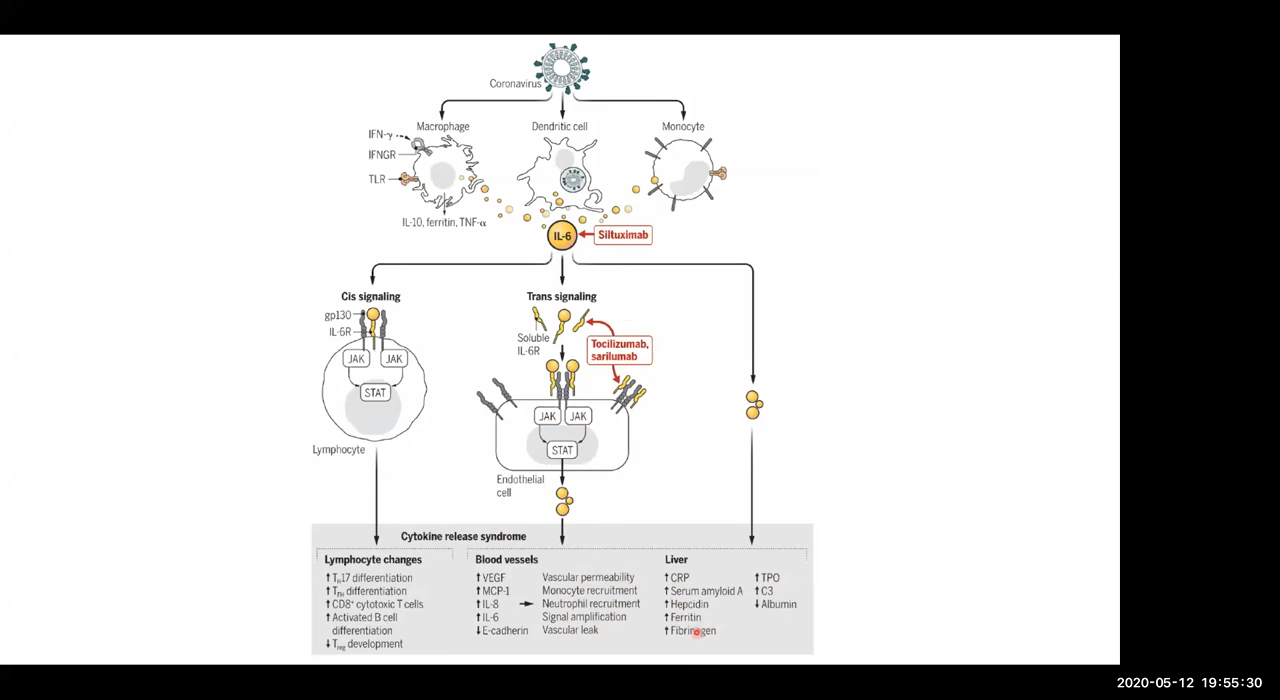 Coronavirus
Macrophage
Dendritic cell
Monocyte
IFN-γ
IFNGR
TLR
IL-10, ferritin, TNF-α
IL-6
Siltuximab
Cis signaling
gp130
IL-6R
JAK JAK
STAT
Lymphocyte
Trans signaling
Soluble
IL-6R
Tocilizumab,
sarilumab
JAK JAK
STAT
Endothelial
cell
Cytokine release syndrome
Lymphocyte changes
↑ TH17 differentiation
↑ TFH differentiation
↑ CD8+ cytotoxic T cells
↑ Activated B cell
differentiation
↓ Treg development
Blood vessels
↑ VEGF Vascular permeability
↑ MCP-1 Monocyte recruitment
↑ IL-8 → Neutrophil recruitment
↑ IL-6 Signal amplification
↓ E-cadherin Vascular leak
Liver
↑ CRP ↑ TPO
↑ Serum amyloid A ↑ C3
↑ Hepcidin ↓ Albumin
↑ Ferritin
↑ Fibrinogen
2020-05-12 19:55:30